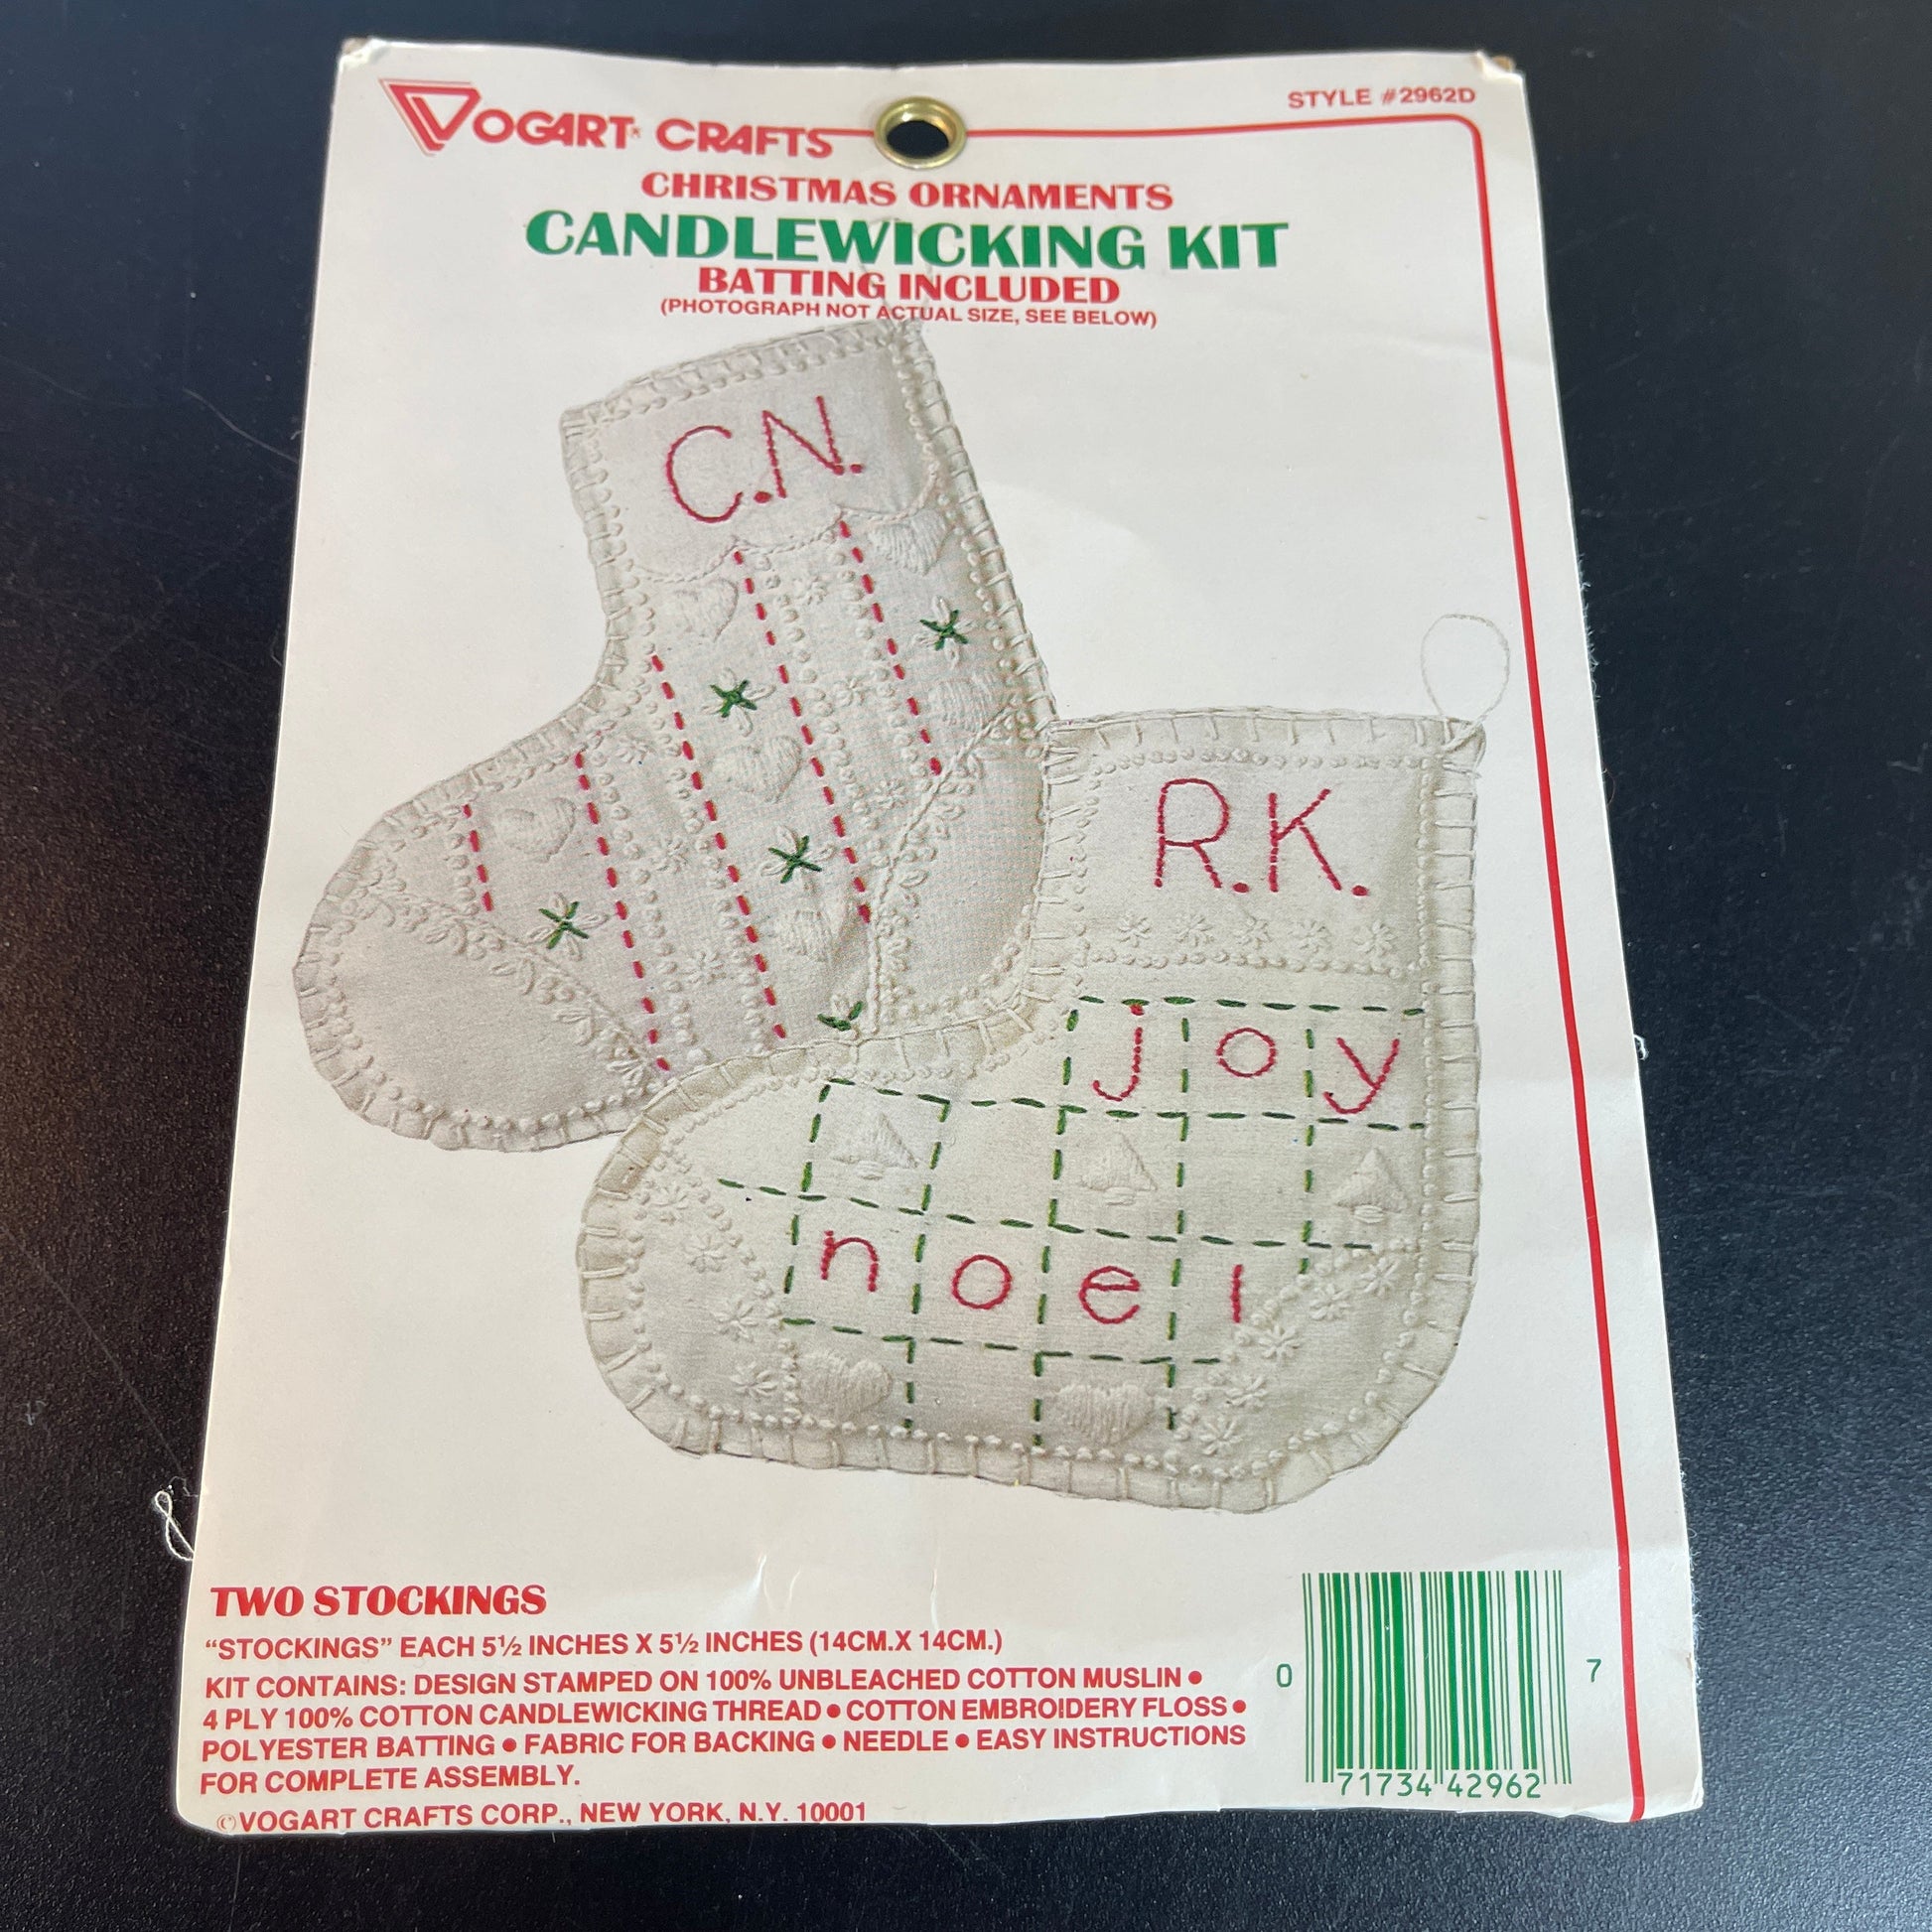 VOGART® CRAFTS
STYLE #2962D
CHRISTMAS ORNAMENTS
CANDLEWICKING KIT
BATTING INCLUDED
(PHOTOGRAPH NOT ACTUAL SIZE, SEE BELOW)
C.N.
R.K.
joy
noel
TWO STOCKINGS
“STOCKINGS” EACH 5½ INCHES X 5½ INCHES (14CM.X 14CM.)
KIT CONTAINS: DESIGN STAMPED ON 100% UNBLEACHED COTTON MUSLIN •
4 PLY 100% COTTON CANDLEWICKING THREAD • COTTON EMBROIDERY FLOSS •
POLYESTER BATTING • FABRIC FOR BACKING • NEEDLE • EASY INSTRUCTIONS
FOR COMPLETE ASSEMBLY.
©VOGART CRAFTS CORP., NEW YORK, N.Y. 10001
0 71734 42962 7